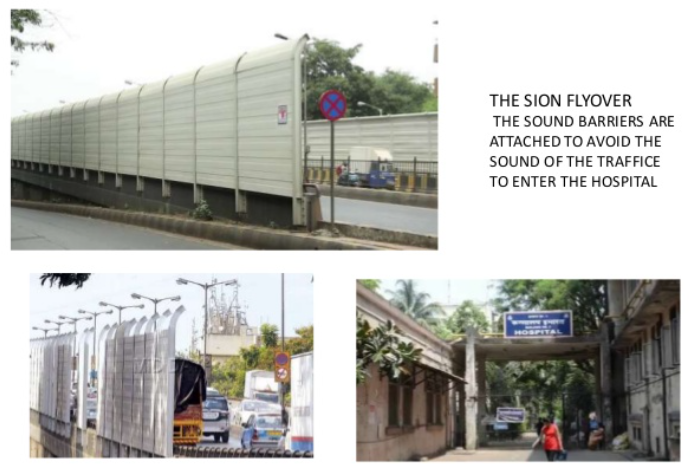 THE SION FLYOVER
THE SOUND BARRIERS ARE
ATTACHED TO AVOID THE
SOUND OF THE TRAFFICE
TO ENTER THE HOSPITAL
HOSPITAL